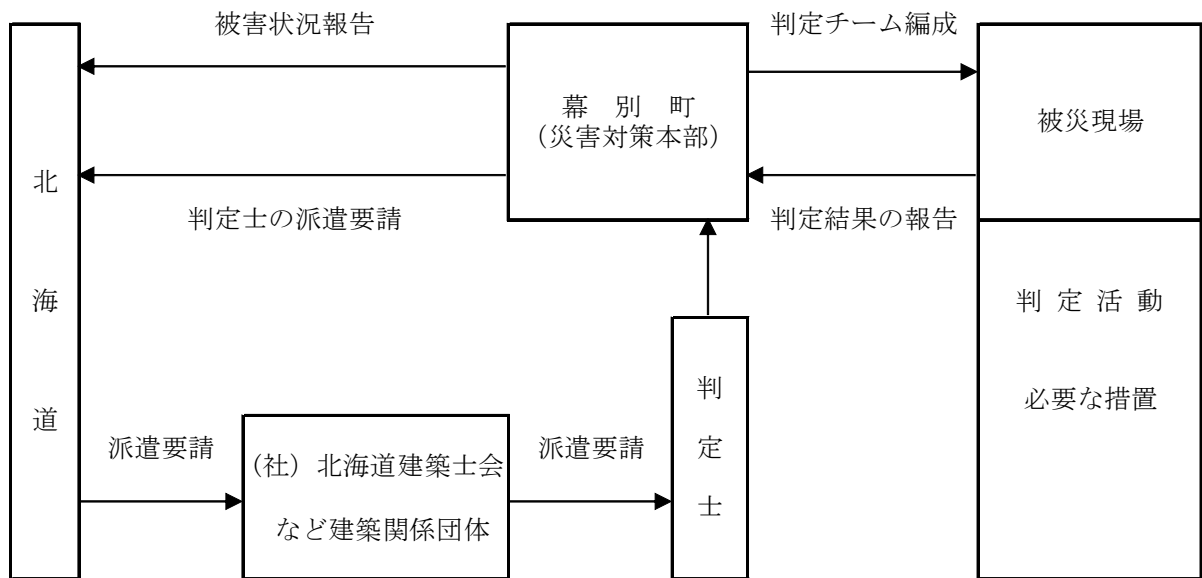 被害状況報告
判定チーム編成
幕別町
（災害対策本部）
被災現場
北海道
判定士の派遣要請
判定結果の報告
判定活動
必要な措置
判定士
派遣要請
（社）北海道建築士会
など建築関係団体
派遣要請